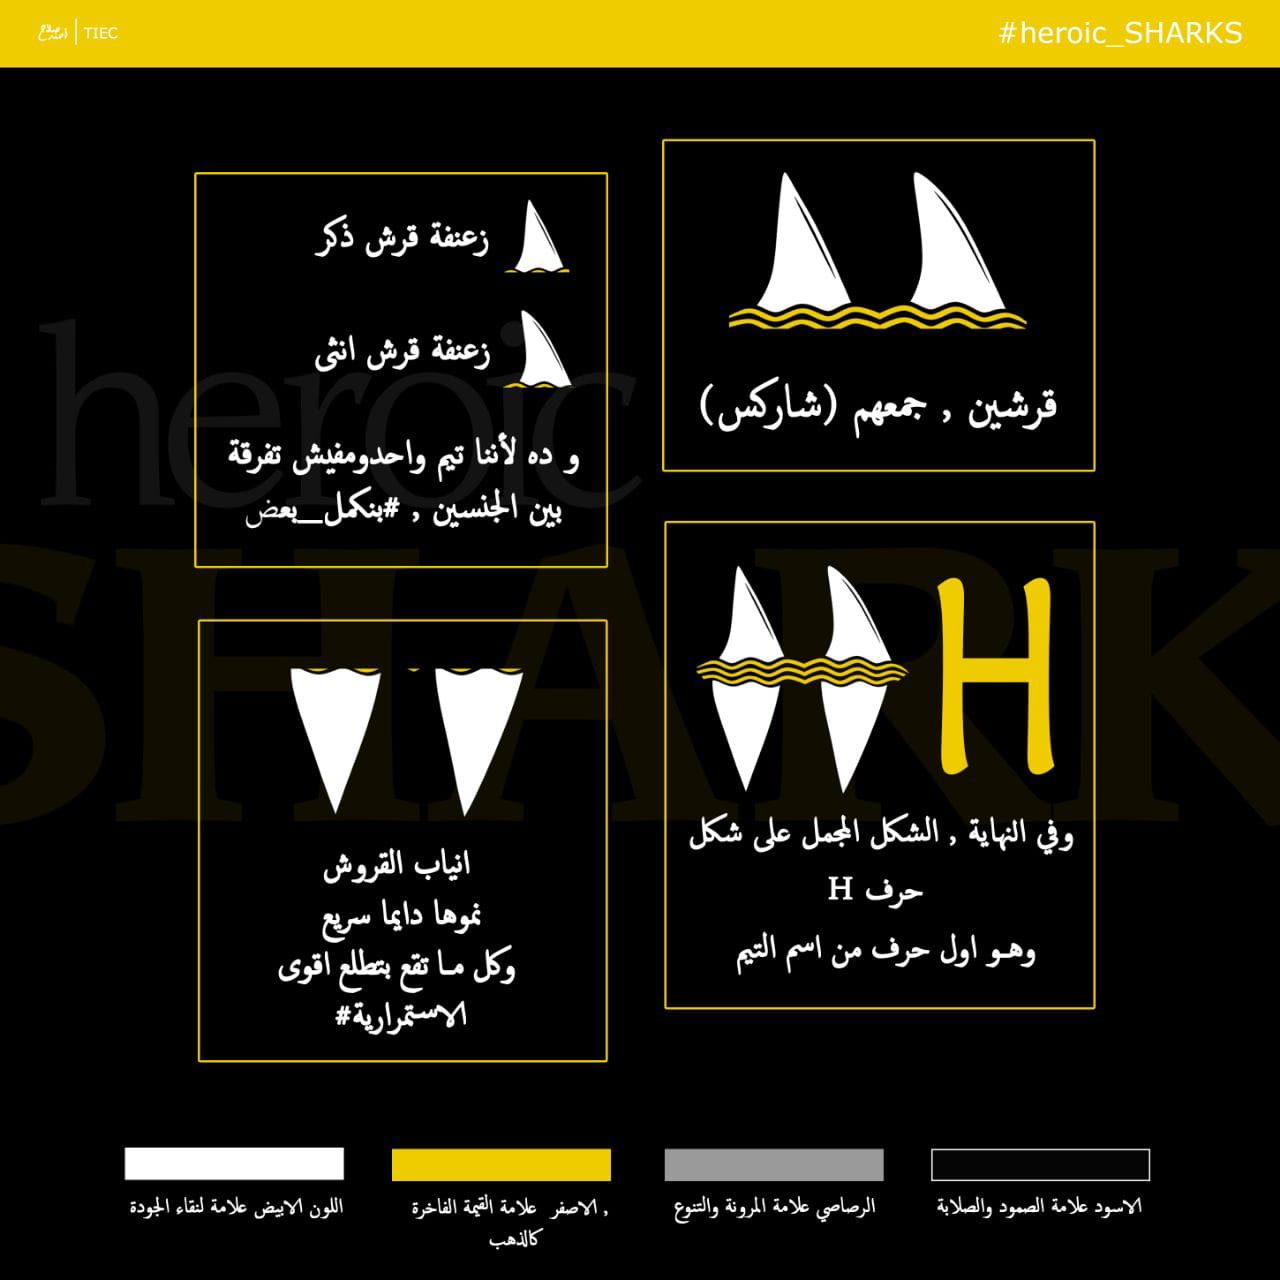 #heroic_SHARKS
TIEC
قرشين , جمعهم (شاركس)
زعنفة قرش ذكر
زعنفة قرش انثى
و ده لأننا تيم واحدومفيش تفرقة
بين الجنسين , #بنكمل_بعض
H
وفي النهاية , الشكل المجمل على شكل
حرف H
وهو اول حرف من اسم التيم
انياب القروش
نموها دايما سريع
وكل ما تقع بتطلع اقوى
الاستمرارية#
heroic
SHARK
الاسود علامة الصمود والصلابة
الرصاصي علامة المرونة والتنوع
, الاصفر علامة القيمة الفاخرة
كالذهب
اللون الابيض علامة لنقاء الجودة